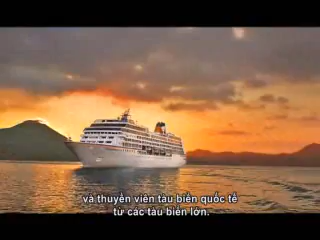 và thuyền viên tàu biển quốc tế
từ các tàu biển lớn.